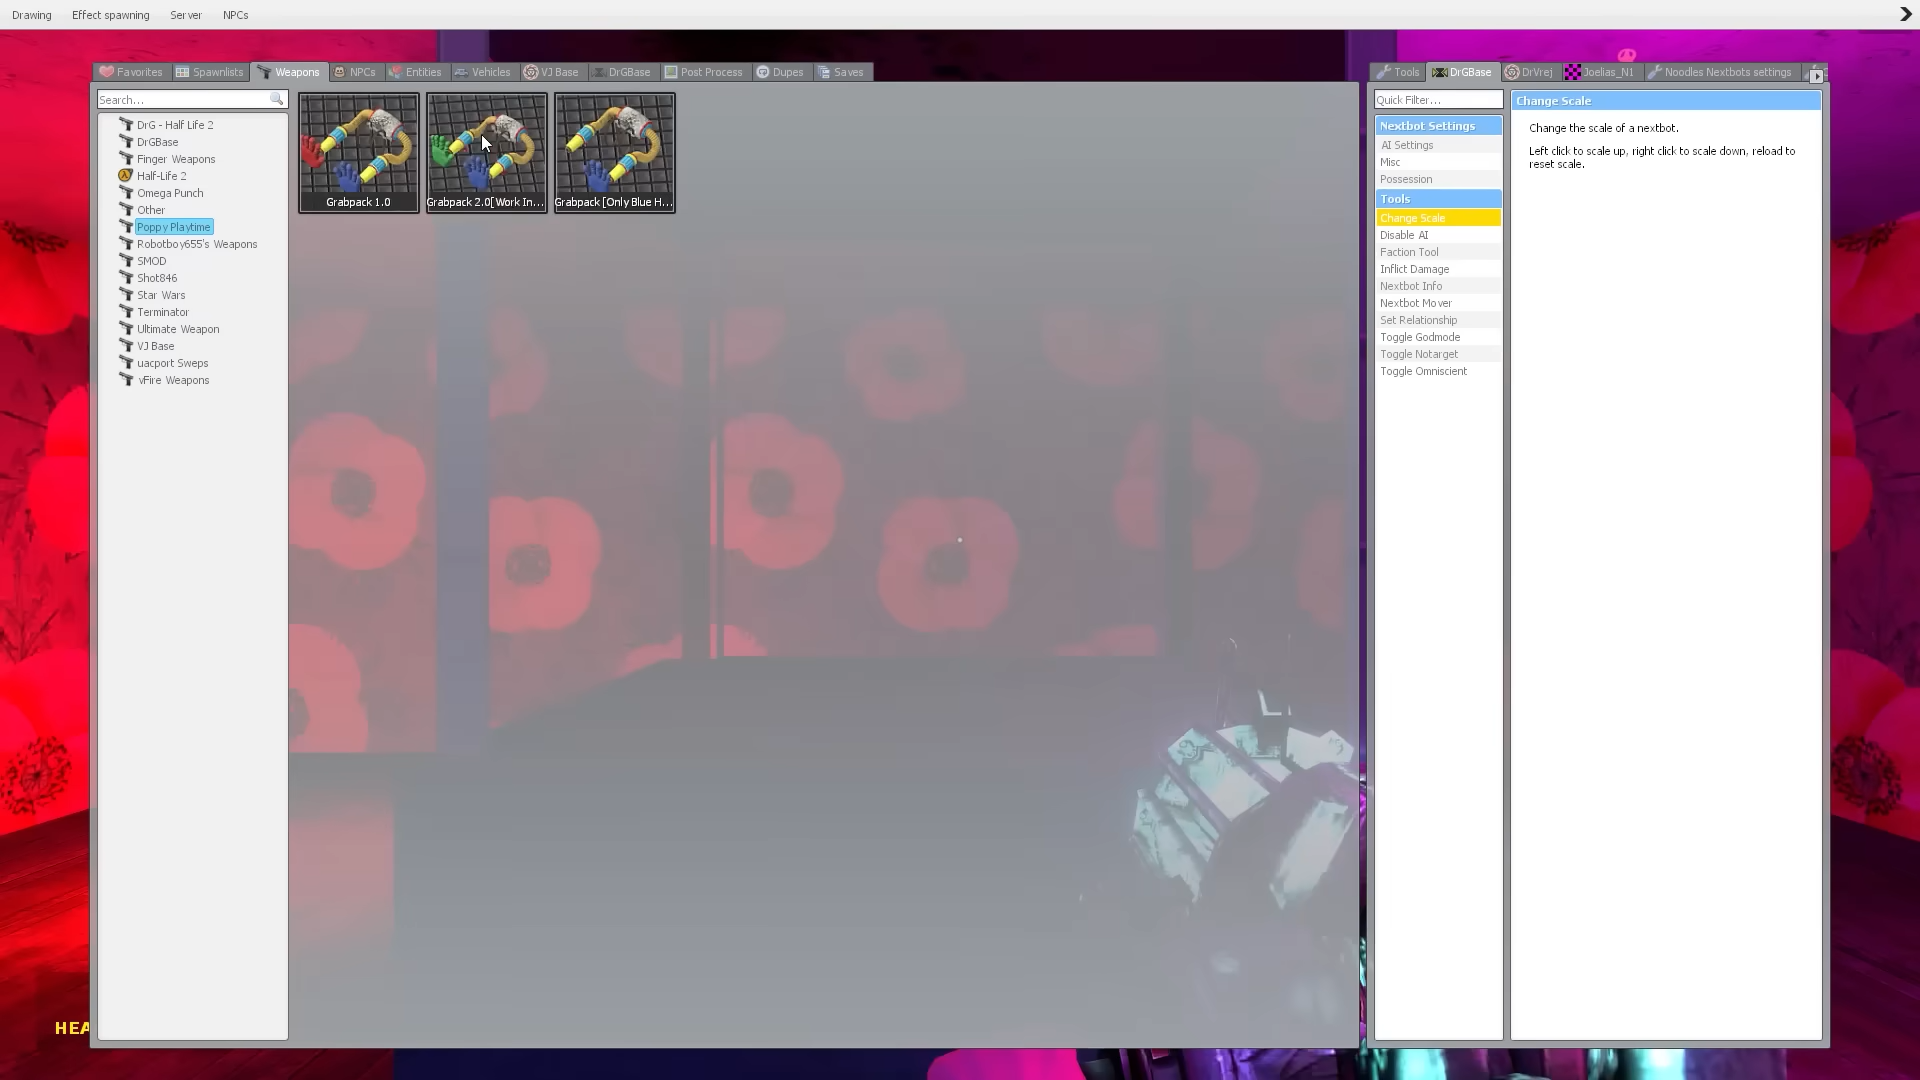 Drawing Effect spawning Server NPCs
Favorites Spawnlists Weapons NPCs Entities Vehicles VJ Base DrGBase Post Process Dupes Saves
Tools DrGBase DrVrej Joelias_N1 Noodles Nextbots settings
Search...
DrG - Half Life 2
DrGBase
Finger Weapons
Half-Life 2
Omega Punch
Other
Poppy Playtime
Robotboy655's Weapons
SMOD
Shot846
Star Wars
Terminator
Ultimate Weapon
VJ Base
uacport Sweps
vFire Weapons
Grabpack 1.0
Grabpack 2.0[Work In...
Grabpack [Only Blue H...
Quick Filter...
Nextbot Settings
AI Settings
Misc
Possession
Tools
Change Scale
Disable AI
Faction Tool
Inflict Damage
Nextbot Info
Nextbot Mover
Set Relationship
Toggle Godmode
Toggle Notarget
Toggle Omniscient
Change Scale
Change the scale of a nextbot.
Left click to scale up, right click to scale down, reload to
reset scale.
HEA